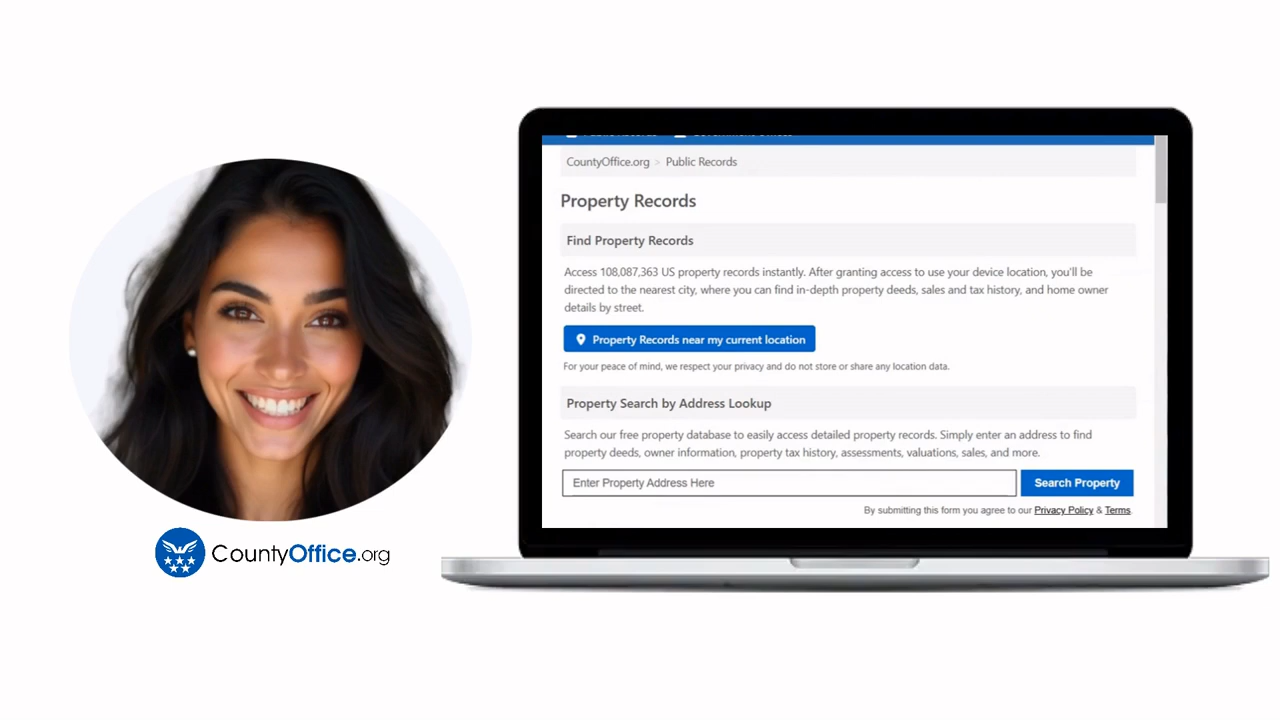 CountyOffice.org > Public Records
Property Records
Find Property Records
Access 108,087,363 US property records instantly. After granting access to use your device location, you'll be
directed to the nearest city, where you can find in-depth property deeds, sales and tax history, and home owner
details by street.
Property Records near my current location
For your peace of mind, we respect your privacy and do not store or share any location data.
Property Search by Address Lookup
Search our free property database to easily access detailed property records. Simply enter an address to find
property deeds, owner information, property tax history, assessments, valuations, sales, and more.
Enter Property Address Here
Search Property
By submitting this form you agree to our Privacy Policy & Terms.
CountyOffice.org